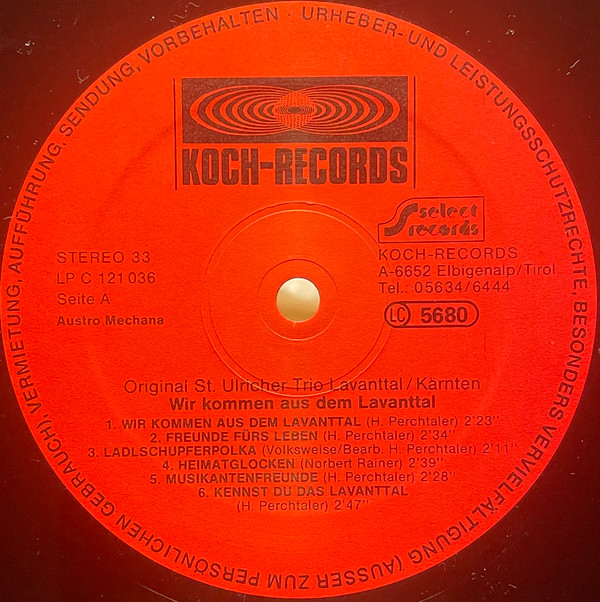 URHEBER- UND LEISTUNGSSCHUTZRECHTE, BESONDERS VERVIELFÄLTIGUNG (AUSSER ZUM PERSÖNLICHEN GEBRAUCH), VERMIETUNG, AUFFÜHRUNG, SENDUNG, VORBEHALTEN ·
KOCH-RECORDS
select
records
STEREO 33
LP C 121 036
Seite A
Austro Mechana
KOCH-RECORDS
A-6652 Elbigenalp/Tirol
Tel.: 05634/6444
LC 5680
Original St. Ulricher Trio Lavanttal/Kärnten
Wir kommen aus dem Lavanttal
1. WIR KOMMEN AUS DEM LAVANTTAL (H. Perchtaler) 2'23''
2. FREUNDE FÜRS LEBEN (H. Perchtaler) 2'34''
3. LADLSCHUPFERPOLKA (Volksweise/Bearb. H. Perchtaler) 2'11''
4. HEIMATGLOCKEN (Norbert Rainer) 2'39''
5. MUSIKANTENFREUNDE (H. Perchtaler) 2'28''
6. KENNST DU DAS LAVANTTAL
(H. Perchtaler) 2'47''